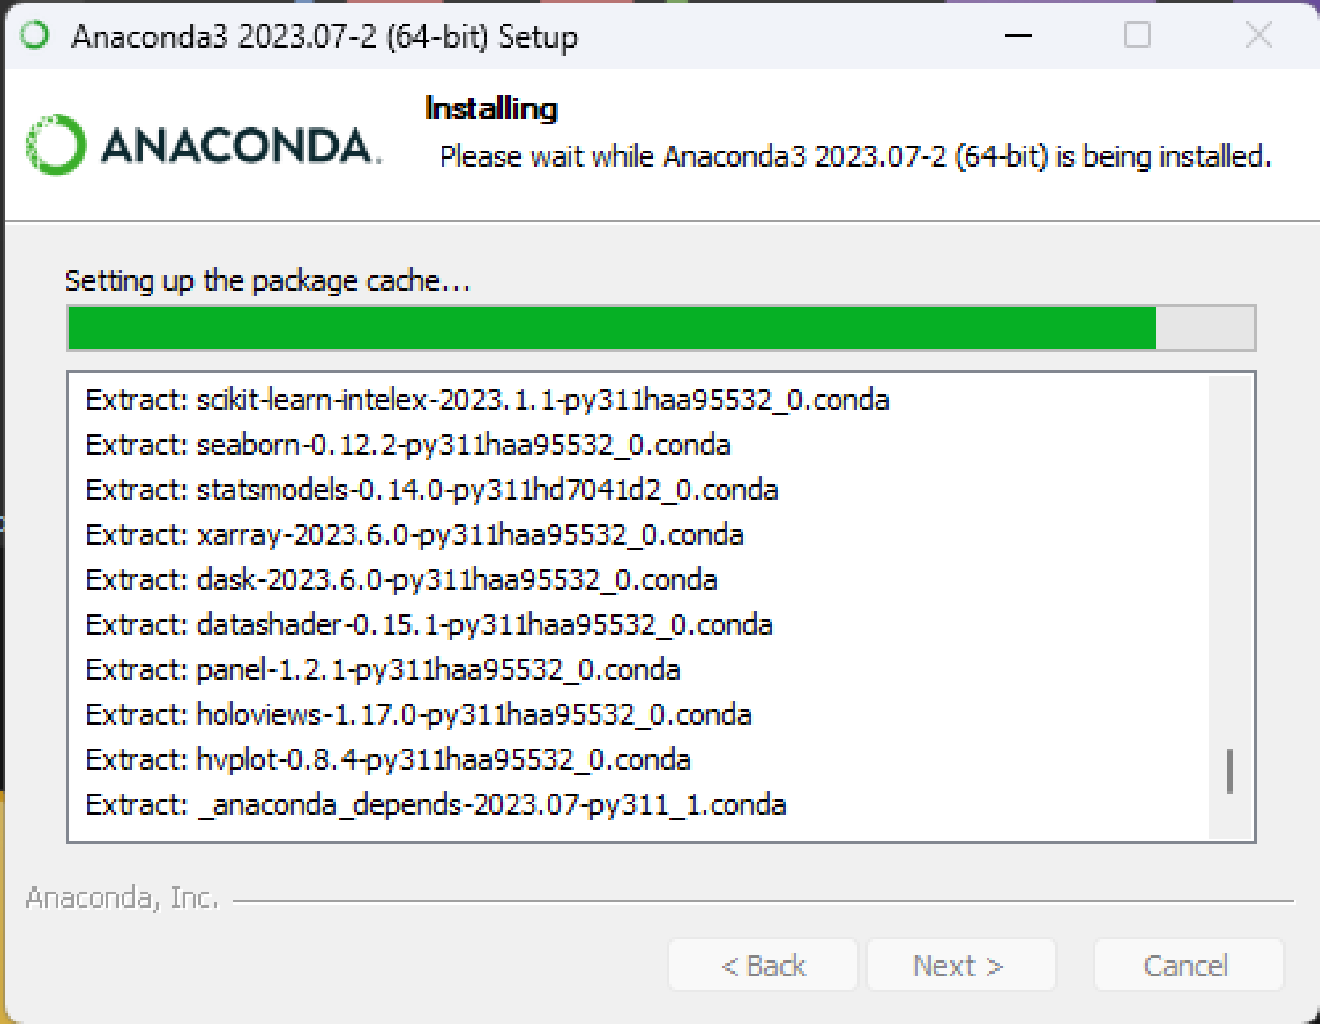 Anaconda3 2023.07-2 (64-bit) Setup
ANACONDA.
Installing
Please wait while Anaconda3 2023.07-2 (64-bit) is being installed.
Setting up the package cache...
Extract: scikit-learn-intelex-2023.1.1-py311haa95532_0.conda
Extract: seaborn-0.12.2-py311haa95532_0.conda
Extract: statsmodels-0.14.0-py311hd7041d2_0.conda
Extract: xarray-2023.6.0-py311haa95532_0.conda
Extract: dask-2023.6.0-py311haa95532_0.conda
Extract: datashader-0.15.1-py311haa95532_0.conda
Extract: panel-1.2.1-py311haa95532_0.conda
Extract: holoviews-1.17.0-py311haa95532_0.conda
Extract: hvplot-0.8.4-py311haa95532_0.conda
Extract: _anaconda_depends-2023.07-py311_1.conda
Anaconda, Inc.
< Back Next > Cancel